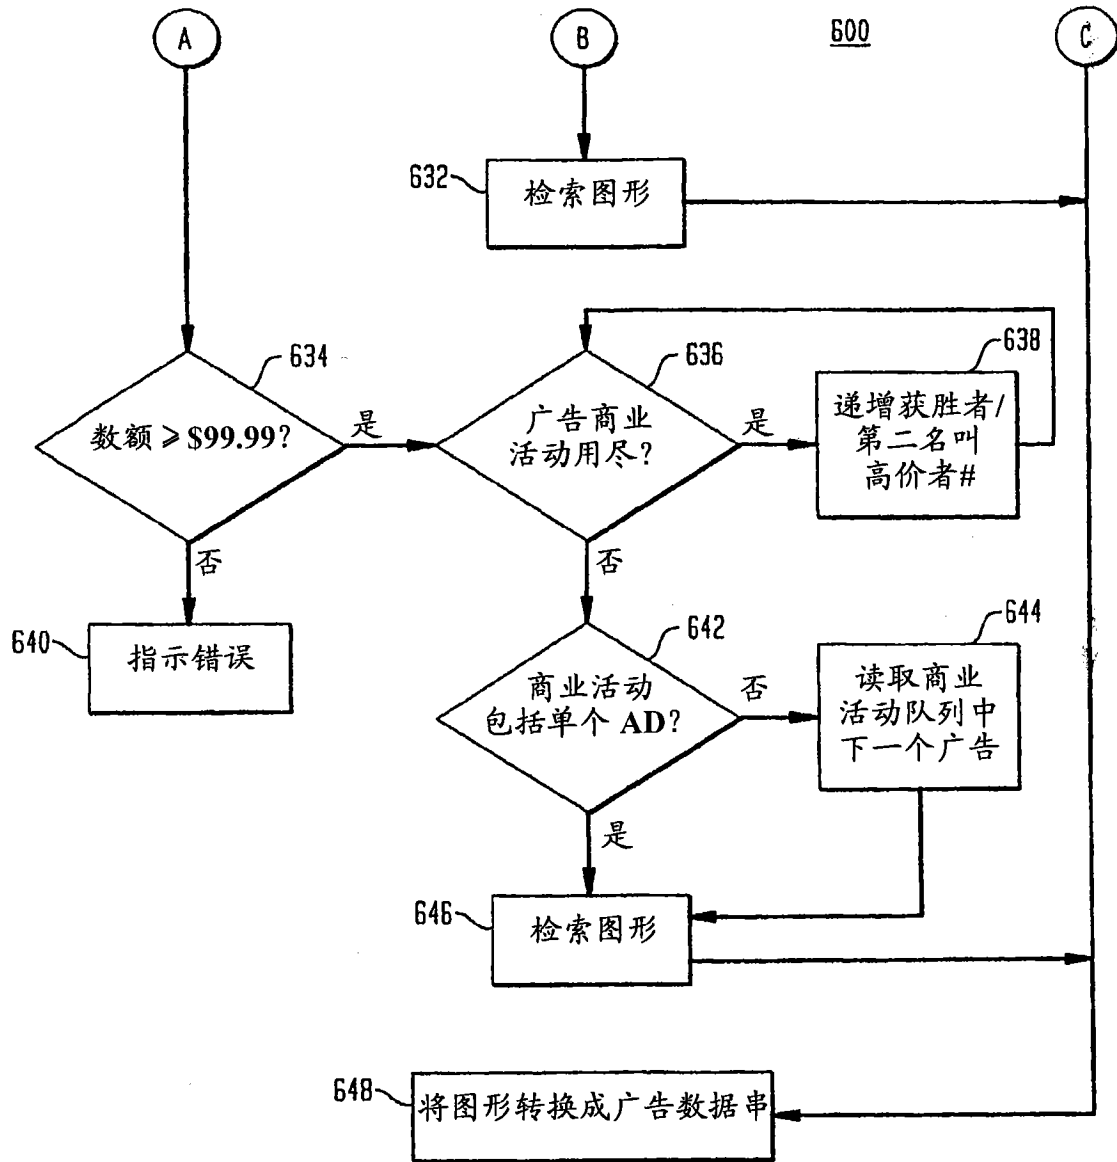 A
B
600
C
632
检索图形
634
数额≥$99.99?
是
否
636
广告商业
活动用尽?
是
否
638
递增获胜者/
第二名叫
高价者#
640
指示错误
642
商业活动
包括单个 AD?
否
是
644
读取商业
活动队列中
下一个广告
646
检索图形
648
将图形转换成广告数据串